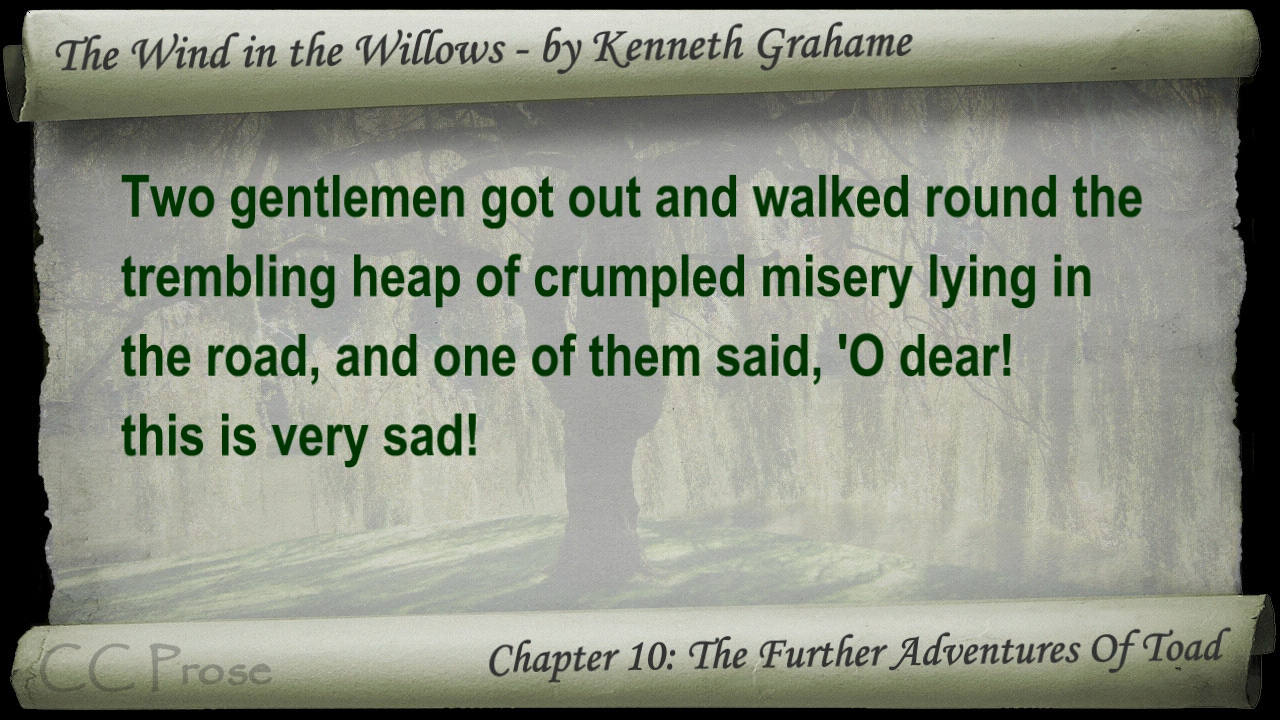 The Wind in the Willows - by Kenneth Grahame
Two gentlemen got out and walked round the
trembling heap of crumpled misery lying in
the road, and one of them said, 'O dear!
this is very sad!
CC Prose
Chapter 10: The Further Adventures Of Toad